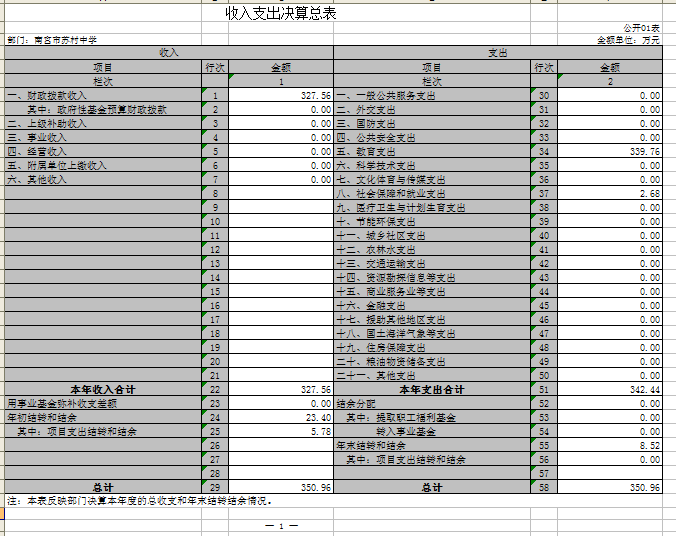 收入支出决算总表
公开01表
部门：南宫市苏村中学 金额单位：万元
收入 支出
项目 行次 金额 项目 行次 金额
栏次 1 栏次 2
一、财政拨款收入 1 327.56 一、一般公共服务支出 30 0.00
其中：政府性基金预算财政拨款 2 0.00 二、外交支出 31 0.00
二、上级补助收入 3 0.00 三、国防支出 32 0.00
三、事业收入 4 0.00 四、公共安全支出 33 0.00
四、经营收入 5 0.00 五、教育支出 34 339.76
五、附属单位上缴收入 6 0.00 六、科学技术支出 35 0.00
六、其他收入 7 0.00 七、文化体育与传媒支出 36 0.00
8 八、社会保障和就业支出 37 2.68
9 九、医疗卫生与计划生育支出 38 0.00
10 十、节能环保支出 39 0.00
11 十一、城乡社区支出 40 0.00
12 十二、农林水支出 41 0.00
13 十三、交通运输支出 42 0.00
14 十四、资源勘探信息等支出 43 0.00
15 十五、商业服务业等支出 44 0.00
16 十六、金融支出 45 0.00
17 十七、援助其他地区支出 46 0.00
18 十八、国土海洋气象等支出 47 0.00
19 十九、住房保障支出 48 0.00
20 二十、粮油物资储备支出 49 0.00
21 二十一、其他支出 50 0.00
本年收入合计 22 327.56 本年支出合计 51 342.44
用事业基金弥补收支差额 23 0.00 结余分配 52 0.00
年初结转和结余 24 23.40 其中：提取职工福利基金 53 0.00
其中：项目支出结转和结余 25 5.78 转入事业基金 54 0.00
26 年末结转和结余 55 8.52
27 其中：项目支出结转和结余 56 0.00
28 57
总计 29 350.96 总计 58 350.96
注：本表反映部门决算本年度的总收支和年末结转结余情况。
— 1 —